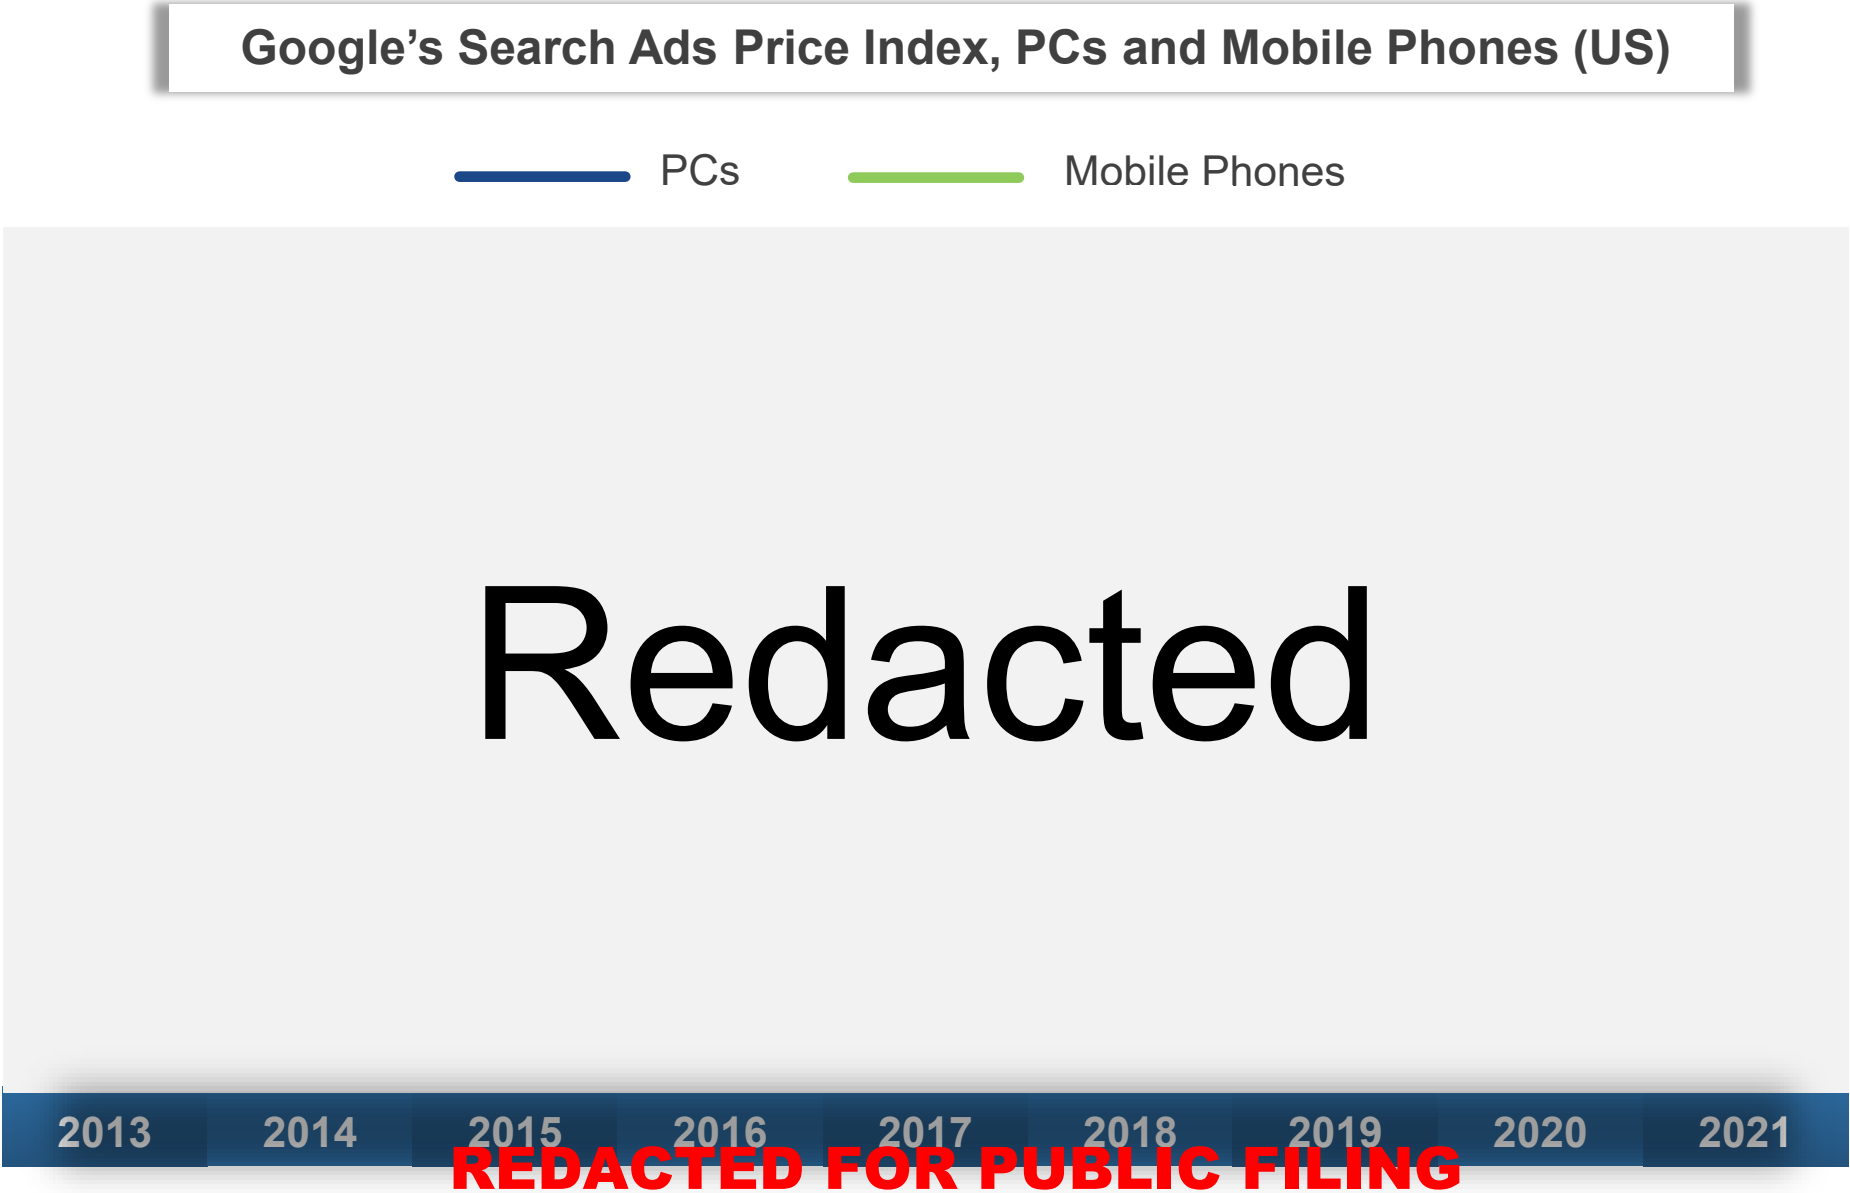 Google’s Search Ads Price Index, PCs and Mobile Phones (US)
PCs Mobile Phones
Redacted
2013 2014 2015 2016 2017 2018 2019 2020 2021
REDACTED FOR PUBLIC FILING